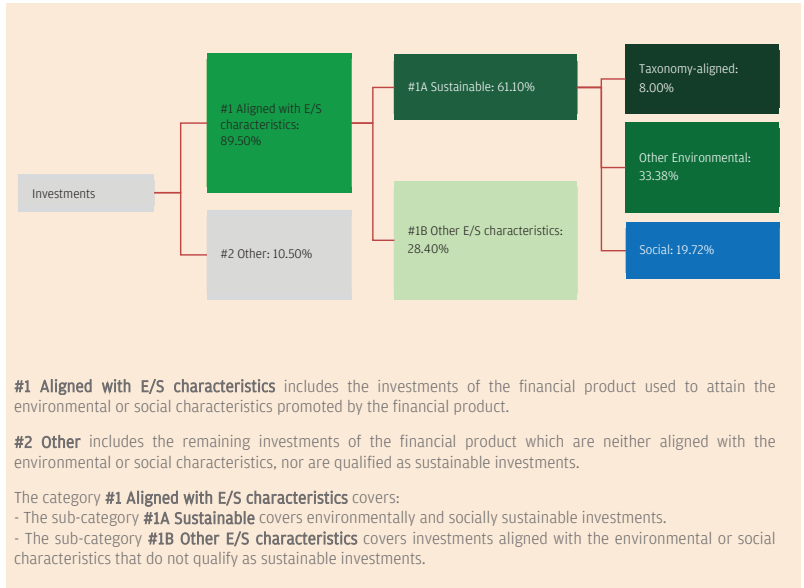 Investments
#1 Aligned with E/S
characteristics:
89.50%
#2 Other: 10.50%
#1A Sustainable: 61.10%
#1B Other E/S characteristics:
28.40%
Taxonomy-aligned:
8.00%
Other Environmental:
33.38%
Social: 19.72%
#1 Aligned with E/S characteristics includes the investments of the financial product used to attain the
environmental or social characteristics promoted by the financial product.
#2 Other includes the remaining investments of the financial product which are neither aligned with the
environmental or social characteristics, nor are qualified as sustainable investments.
The category #1 Aligned with E/S characteristics covers:
- The sub-category #1A Sustainable covers environmentally and socially sustainable investments.
- The sub-category #1B Other E/S characteristics covers investments aligned with the environmental or social
characteristics that do not qualify as sustainable investments.